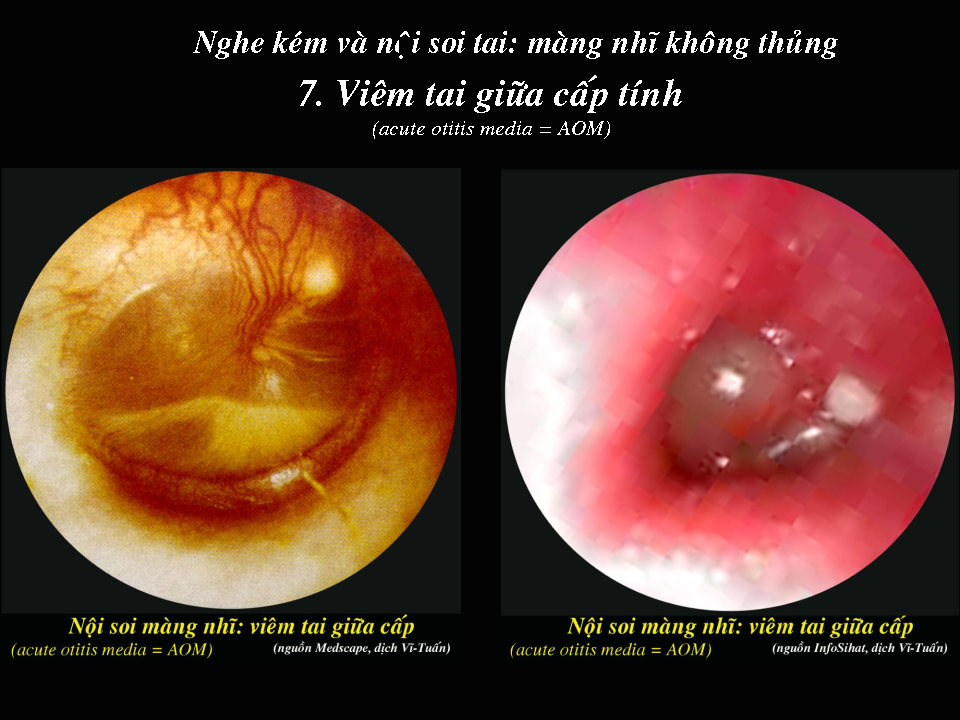 Nghe kém và nội soi tai: màng nhĩ không thủng
7. Viêm tai giữa cấp tính
(acute otitis media = AOM)
Nội soi màng nhĩ: viêm tai giữa cấp
(acute otitis media = AOM) (nguồn Medscape, dịch Vĩ-Tuấn)
Nội soi màng nhĩ: viêm tai giữa cấp
(acute otitis media = AOM) (nguồn InfoSihat, dịch Vĩ-Tuấn)